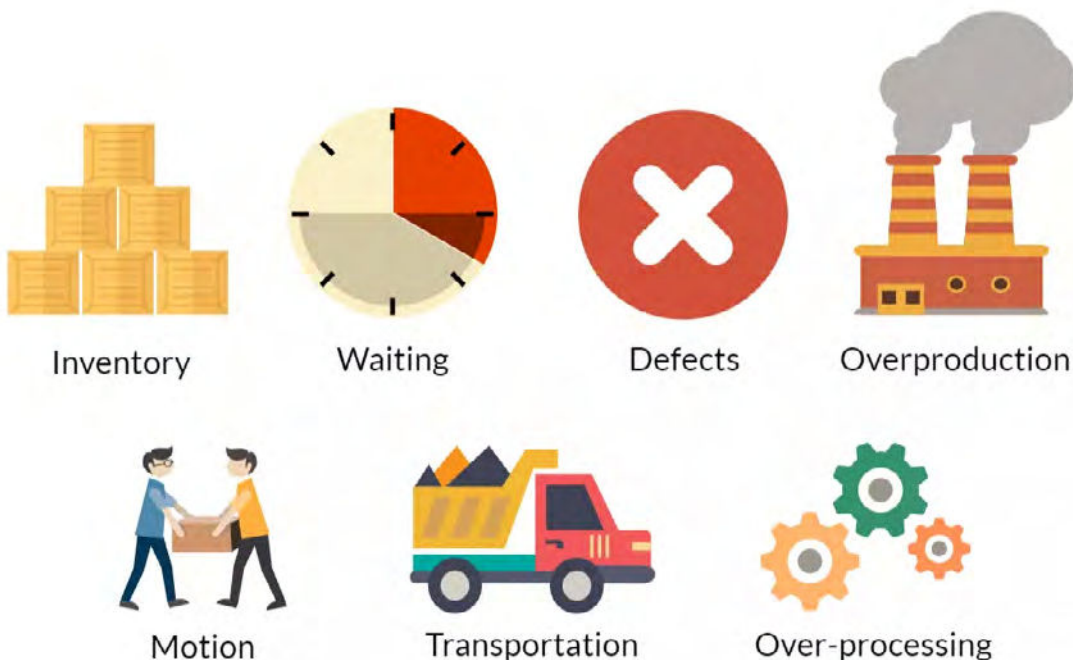 Inventory
Waiting
Defects
Overproduction
Motion
Transportation
Over-processing